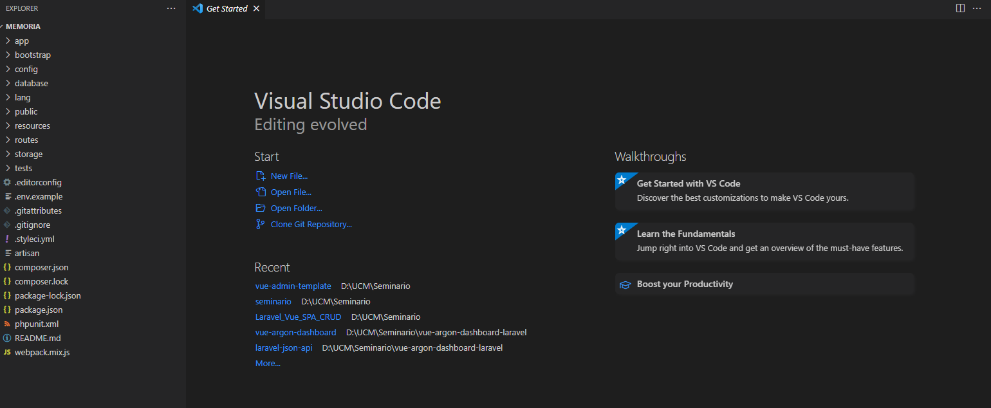 EXPLORER
MEMORIA
app
bootstrap
config
database
lang
public
resources
routes
storage
tests
.editorconfig
.env.example
.gitattributes
.gitignore
.styleci.yml
artisan
composer.json
composer.lock
package-lock.json
package.json
phpunit.xml
README.md
webpack.mix.js
Get Started
Visual Studio Code
Editing evolved
Start
New File...
Open File...
Open Folder...
Clone Git Repository...
Recent
vue-admin-template D:\UCM\Seminario
seminario D:\UCM\Seminario
Laravel_Vue_SPA_CRUD D:\UCM\Seminario
vue-argon-dashboard D:\UCM\Seminario\vue-argon-dashboard-laravel
laravel-json-api D:\UCM\Seminario\vue-argon-dashboard-laravel
More...
Walkthroughs
Get Started with VS Code
Discover the best customizations to make VS Code yours.
Learn the Fundamentals
Jump right into VS Code and get an overview of the must-have features.
Boost your Productivity